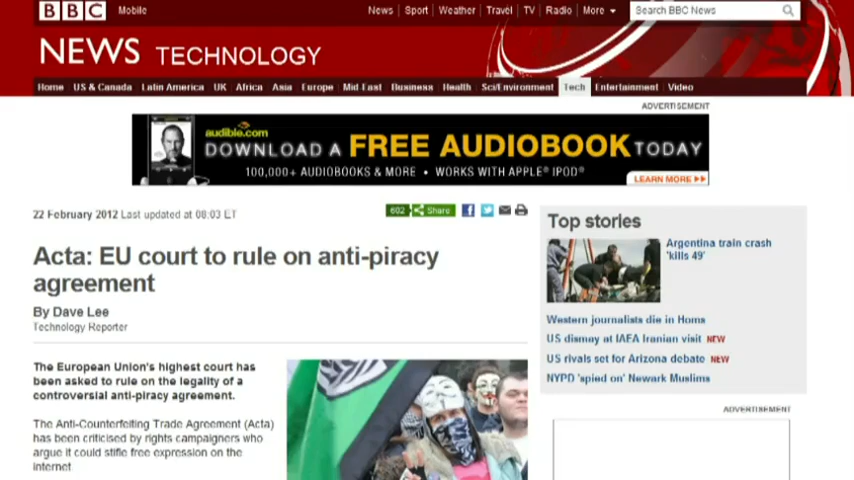 BBC Mobile News Sport Weather Travel TV Radio More Search BBC News
NEWS TECHNOLOGY
Home US & Canada Latin America UK Africa Asia Europe Mid-East Business Health Sci/Environment Tech Entertainment Video
ADVERTISEMENT
audible.com
DOWNLOAD A FREE AUDIOBOOK TODAY
100,000+ AUDIOBOOKS & MORE • WORKS WITH APPLE® IPOD®
LEARN MORE
22 February 2012 Last updated at 08:03 ET
602 Share
Acta: EU court to rule on anti-piracy
agreement
By Dave Lee
Technology Reporter
The European Union's highest court has
been asked to rule on the legality of a
controversial anti-piracy agreement.
The Anti-Counterfeiting Trade Agreement (Acta)
has been criticised by rights campaigners who
argue it could stifle free expression on the
internet.
Top stories
Argentina train crash
'kills 49'
Western journalists die in Homs
US dismay at IAEA Iranian visit NEW
US rivals set for Arizona debate NEW
NYPD 'spied on' Newark Muslims
ADVERTISEMENT